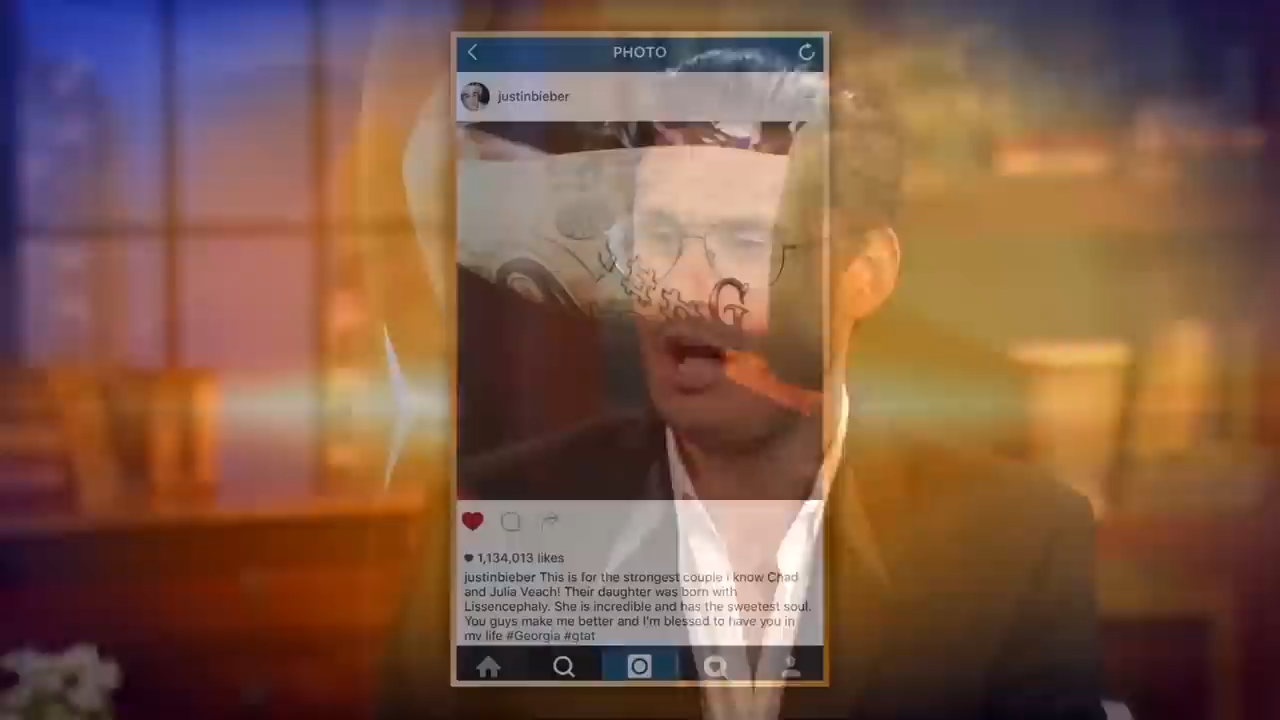 PHOTO
justinbieber
G
1,134,013 likes
justinbieber This is for the strongest couple i know Chad
and Julia Veach! Their daughter was born with
Lissencephaly. She is incredible and has the sweetest soul.
You guys make me better and I'm blessed to have you in
my life #Georgia #gtat